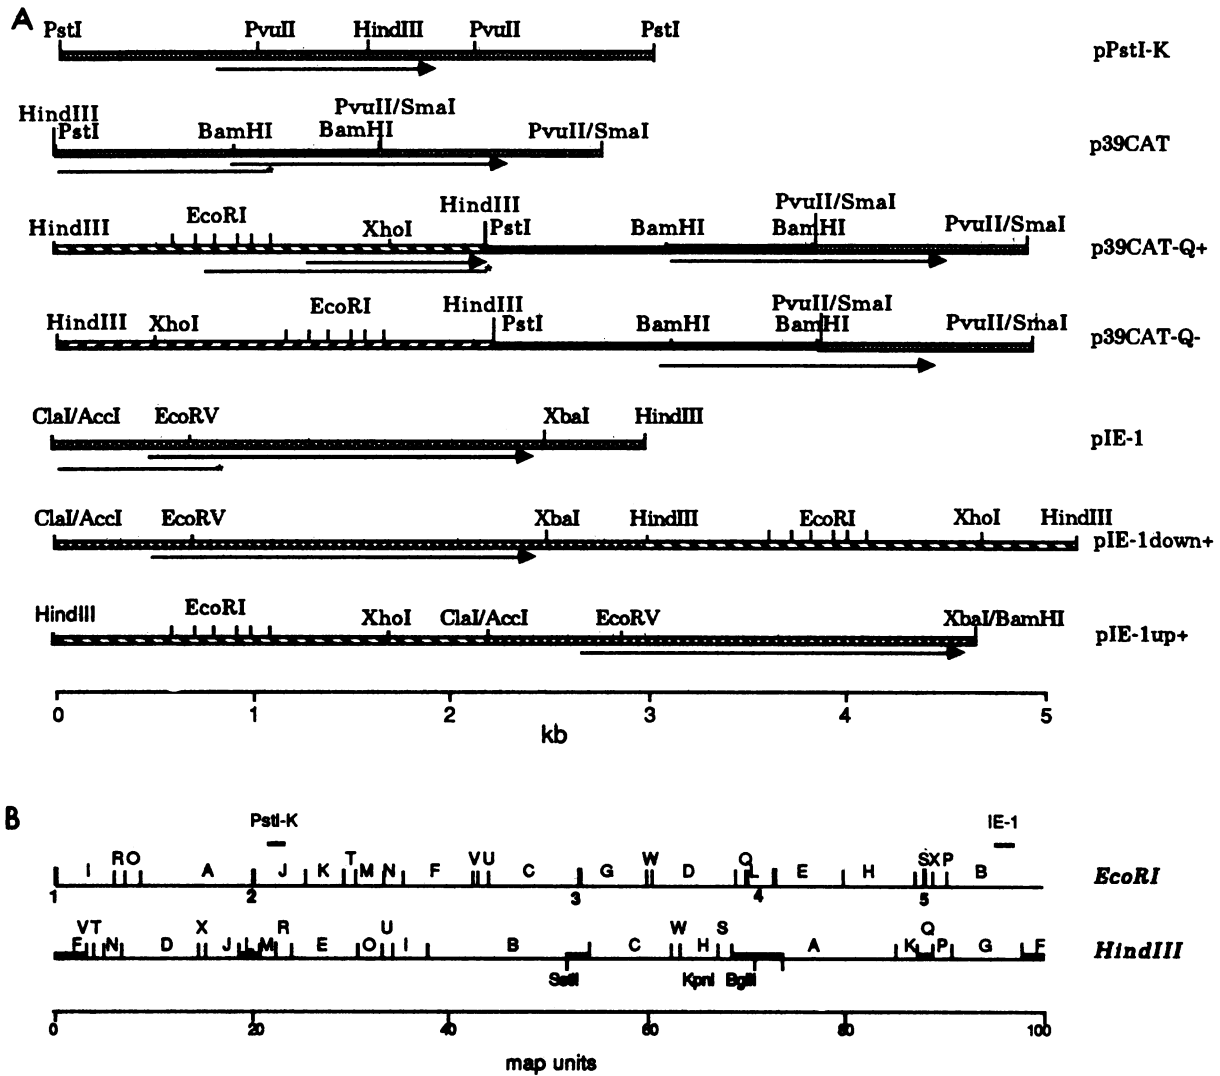 A
PstI PvuII HindIII PvuII PstI
pPstI-K
HindIII
PvuII/SmaI
PstI BamHI BamHI PvuII/SmaI
p39CAT
HindIII PvuII/SmaI
EcoRI
HindIII XhoI PstI BamHI BamHI PvuII/SmaI
p39CAT-Q+
EcoRI HindIII PvuII/SmaI
HindIII XhoI PstI BamHI BamHI PvuII/SmaI
p39CAT-Q-
ClaI/AccI EcoRV XbaI HindIII
pIE-1
ClaI/AccI EcoRV XbaI HindIII EcoRI XhoI HindIII
pIE-1down+
HindIII EcoRI XhoI ClaI/AccI EcoRV XbaI/BamHI
pIE-1up+
0 1 2 3 4 5
kb
B
PstI-K IE-1
I R O A J K T M N F V U C G W D Q L E H S X P B
EcoRI
1 2 3 4 5
F V T N D X J M R E O U I B C W H S A K Q P G F
HindIII
SstII KpnI BglII
0 20 40 60 80 100
map units